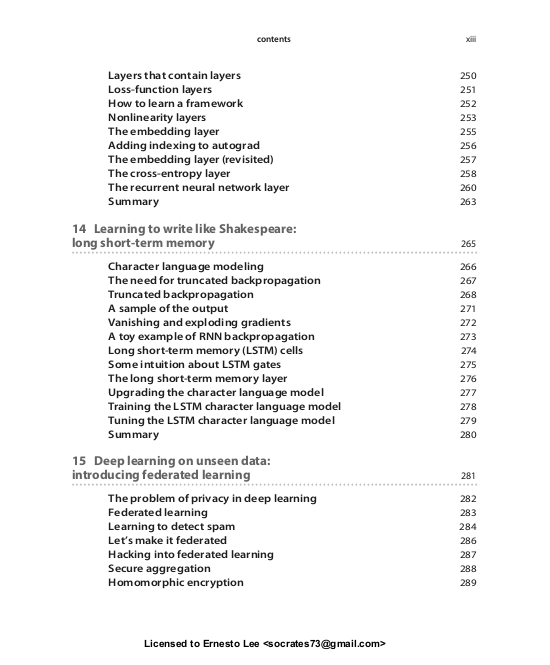 contents xiii
Layers that contain layers 250
Loss-function layers 251
How to learn a framework 252
Nonlinearity layers 253
The embedding layer 255
Adding indexing to autograd 256
The embedding layer (revisited) 257
The cross-entropy layer 258
The recurrent neural network layer 260
Summary 263
14 Learning to write like Shakespeare:
long short-term memory 265
Character language modeling 266
The need for truncated backpropagation 267
Truncated backpropagation 268
A sample of the output 271
Vanishing and exploding gradients 272
A toy example of RNN backpropagation 273
Long short-term memory (LSTM) cells 274
Some intuition about LSTM gates 275
The long short-term memory layer 276
Upgrading the character language model 277
Training the LSTM character language model 278
Tuning the LSTM character language model 279
Summary 280
15 Deep learning on unseen data:
introducing federated learning 281
The problem of privacy in deep learning 282
Federated learning 283
Learning to detect spam 284
Let's make it federated 286
Hacking into federated learning 287
Secure aggregation 288
Homomorphic encryption 289
Licensed to Ernesto Lee <socrates73@gmail.com>